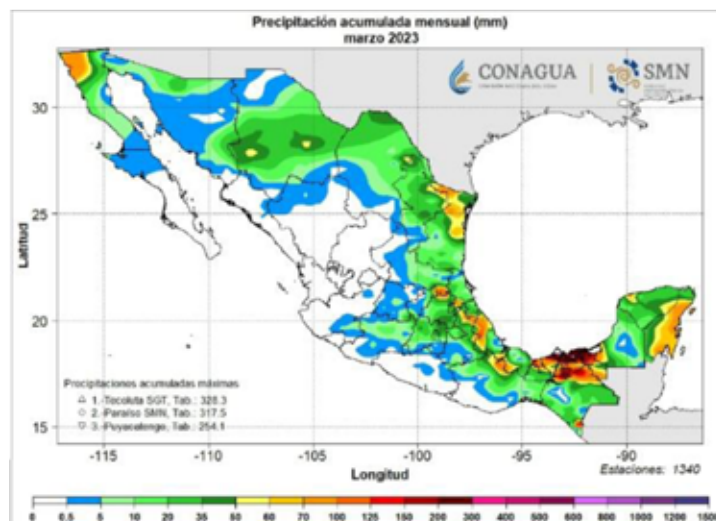 Precipitación acumulada mensual (mm)
marzo 2023
CONAGUA
SMN
30
25
20
15
Latitud
Precipitaciones acumuladas máximas
1.-Tecoluta SGT, Tab.: 328.3
2.-Paraíso SMN, Tab.: 317.5
3.-Puyacatengo, Tab.: 254.1
-115 -110 -105 -100 -95 -90
Longitud
Estaciones: 1340
0 0.5 5 10 20 35 50 60 70 100 125 150 200 300 400 500 600 800 1000 1200 1500